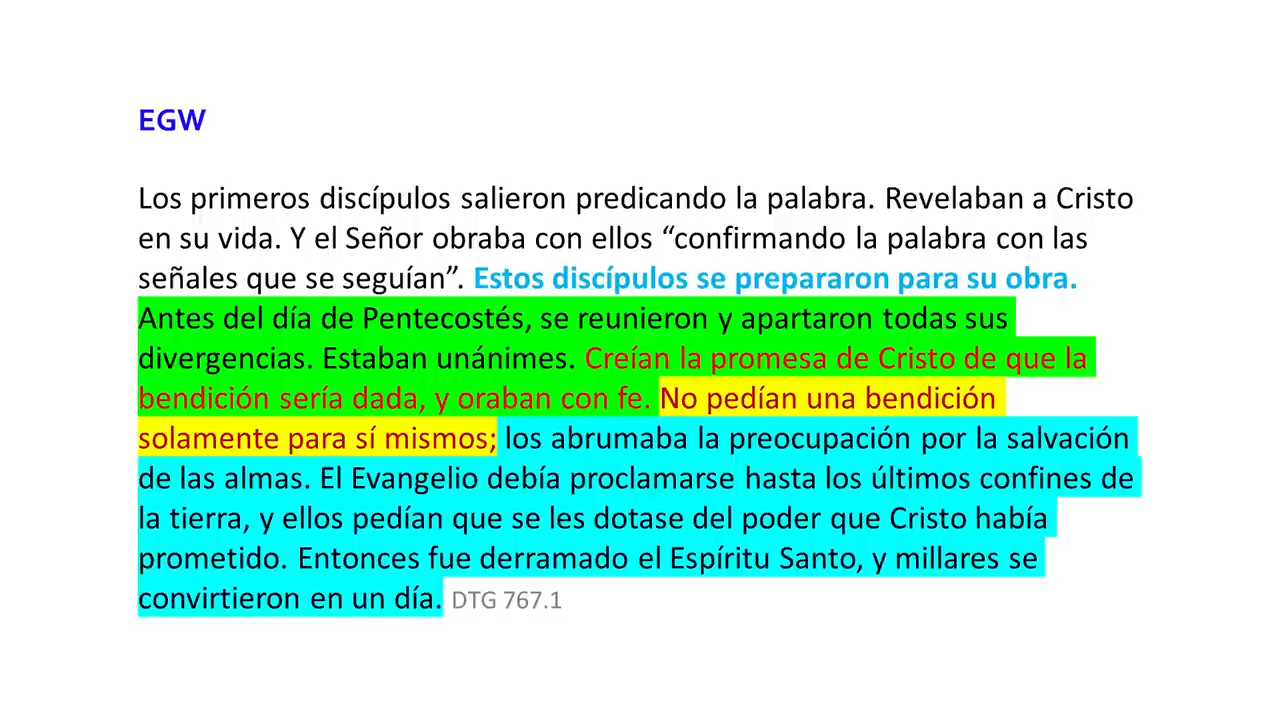 EGW
Los primeros discípulos salieron predicando la palabra. Revelaban a Cristo
en su vida. Y el Señor obraba con ellos “confirmando la palabra con las
señales que se seguían”. Estos discípulos se prepararon para su obra.
Antes del día de Pentecostés, se reunieron y apartaron todas sus
divergencias. Estaban unánimes. Creían la promesa de Cristo de que la
bendición sería dada, y oraban con fe. No pedían una bendición
solamente para sí mismos; los abrumaba la preocupación por la salvación
de las almas. El Evangelio debía proclamarse hasta los últimos confines de
la tierra, y ellos pedían que se les dotase del poder que Cristo había
prometido. Entonces fue derramado el Espíritu Santo, y millares se
convirtieron en un día. DTG 767.1